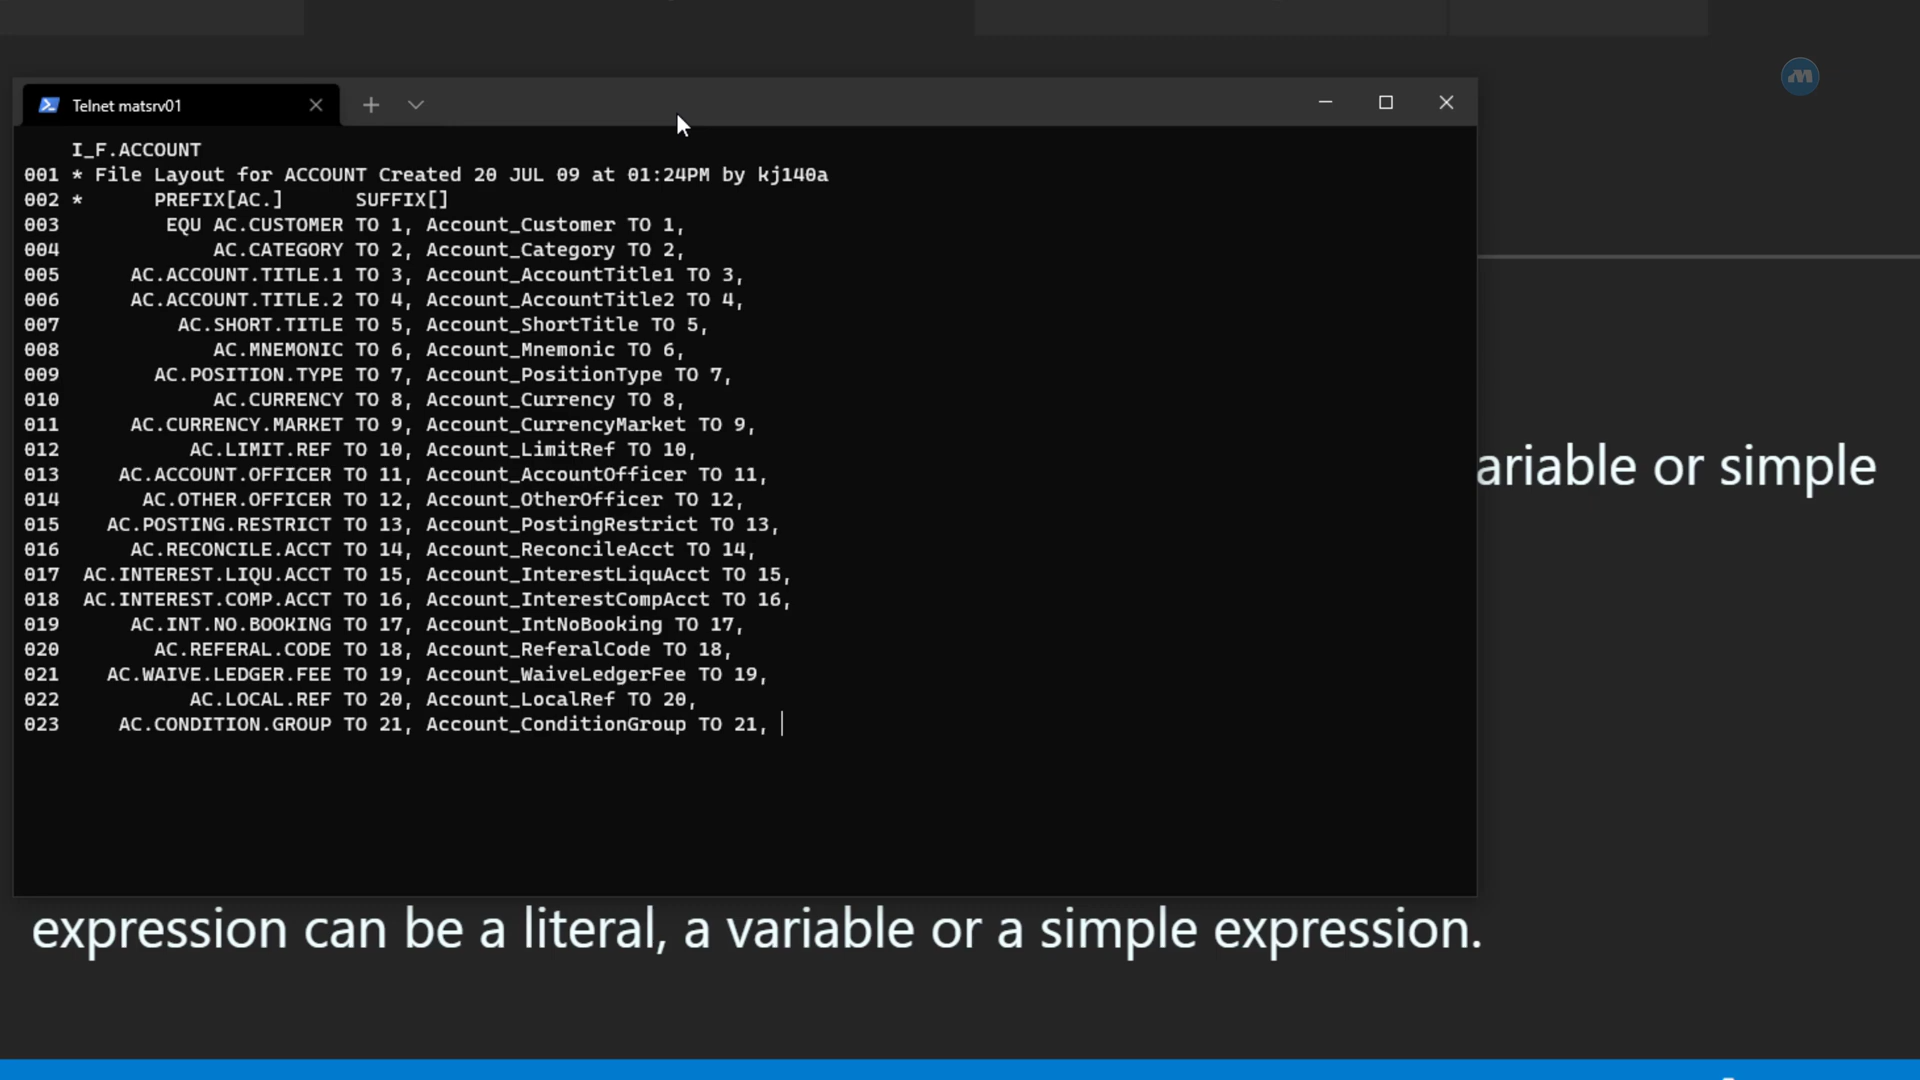 Telnet matsrv01
I_F.ACCOUNT
001 * File Layout for ACCOUNT Created 20 JUL 09 at 01:24PM by kj140a
002 *      PREFIX[AC.]      SUFFIX[]
003         EQU AC.CUSTOMER TO 1, Account_Customer TO 1,
004             AC.CATEGORY TO 2, Account_Category TO 2,
005      AC.ACCOUNT.TITLE.1 TO 3, Account_AccountTitle1 TO 3,
006      AC.ACCOUNT.TITLE.2 TO 4, Account_AccountTitle2 TO 4,
007          AC.SHORT.TITLE TO 5, Account_ShortTitle TO 5,
008             AC.MNEMONIC TO 6, Account_Mnemonic TO 6,
009        AC.POSITION.TYPE TO 7, Account_PositionType TO 7,
010             AC.CURRENCY TO 8, Account_Currency TO 8,
011      AC.CURRENCY.MARKET TO 9, Account_CurrencyMarket TO 9,
012           AC.LIMIT.REF TO 10, Account_LimitRef TO 10,
013     AC.ACCOUNT.OFFICER TO 11, Account_AccountOfficer TO 11,
014       AC.OTHER.OFFICER TO 12, Account_OtherOfficer TO 12,
015    AC.POSTING.RESTRICT TO 13, Account_PostingRestrict TO 13,
016      AC.RECONCILE.ACCT TO 14, Account_ReconcileAcct TO 14,
017  AC.INTEREST.LIQU.ACCT TO 15, Account_InterestLiquAcct TO 15,
018  AC.INTEREST.COMP.ACCT TO 16, Account_InterestCompAcct TO 16,
019      AC.INT.NO.BOOKING TO 17, Account_IntNoBooking TO 17,
020        AC.REFERAL.CODE TO 18, Account_ReferalCode TO 18,
021    AC.WAIVE.LEDGER.FEE TO 19, Account_WaiveLedgerFee TO 19,
022           AC.LOCAL.REF TO 20, Account_LocalRef TO 20,
023     AC.CONDITION.GROUP TO 21, Account_ConditionGroup TO 21,
ariable or simple
expression can be a literal, a variable or a simple expression.